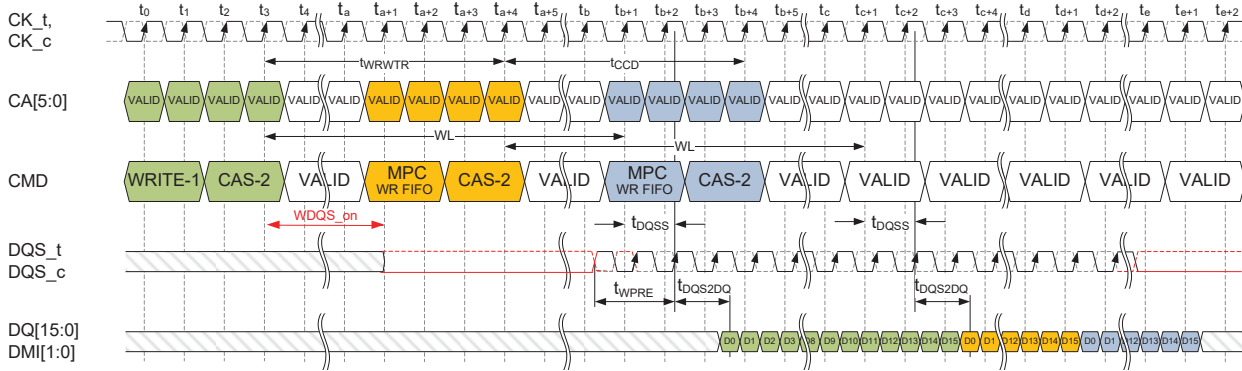 CK_t,
CK_c
t0 t1 t2 t3 t4 ta ta+1 ta+2 ta+3 ta+4 ta+5 tb tb+1 tb+2 tb+3 tb+4 tb+5 tc tc+1 tc+2 tc+3 tc+4 td td+1 td+2 te te+1 te+2
tWRWTR tCCD
CA[5:0] VALID VALID VALID VALID VALID VALID VALID VALID VALID VALID VALID VALID VALID VALID VALID VALID VALID VALID VALID VALID VALID VALID VALID VALID VALID VALID VALID VALID
WL
WL
CMD WRITE-1 CAS-2 VALID MPC WR FIFO CAS-2 VALID MPC WR FIFO CAS-2 VALID VALID VALID VALID VALID VALID
WDQS_on tDQSS tDQSS
DQS_t
DQS_c
tWPRE tDQS2DQ tDQS2DQ
DQ[15:0]
DMI[1:0]
D0 D1 D2 D3 D8 D9 D10 D11 D12 D13 D14 D15 D0 D1 D12 D13 D14 D15 D0 D1 D12 D13 D14 D15